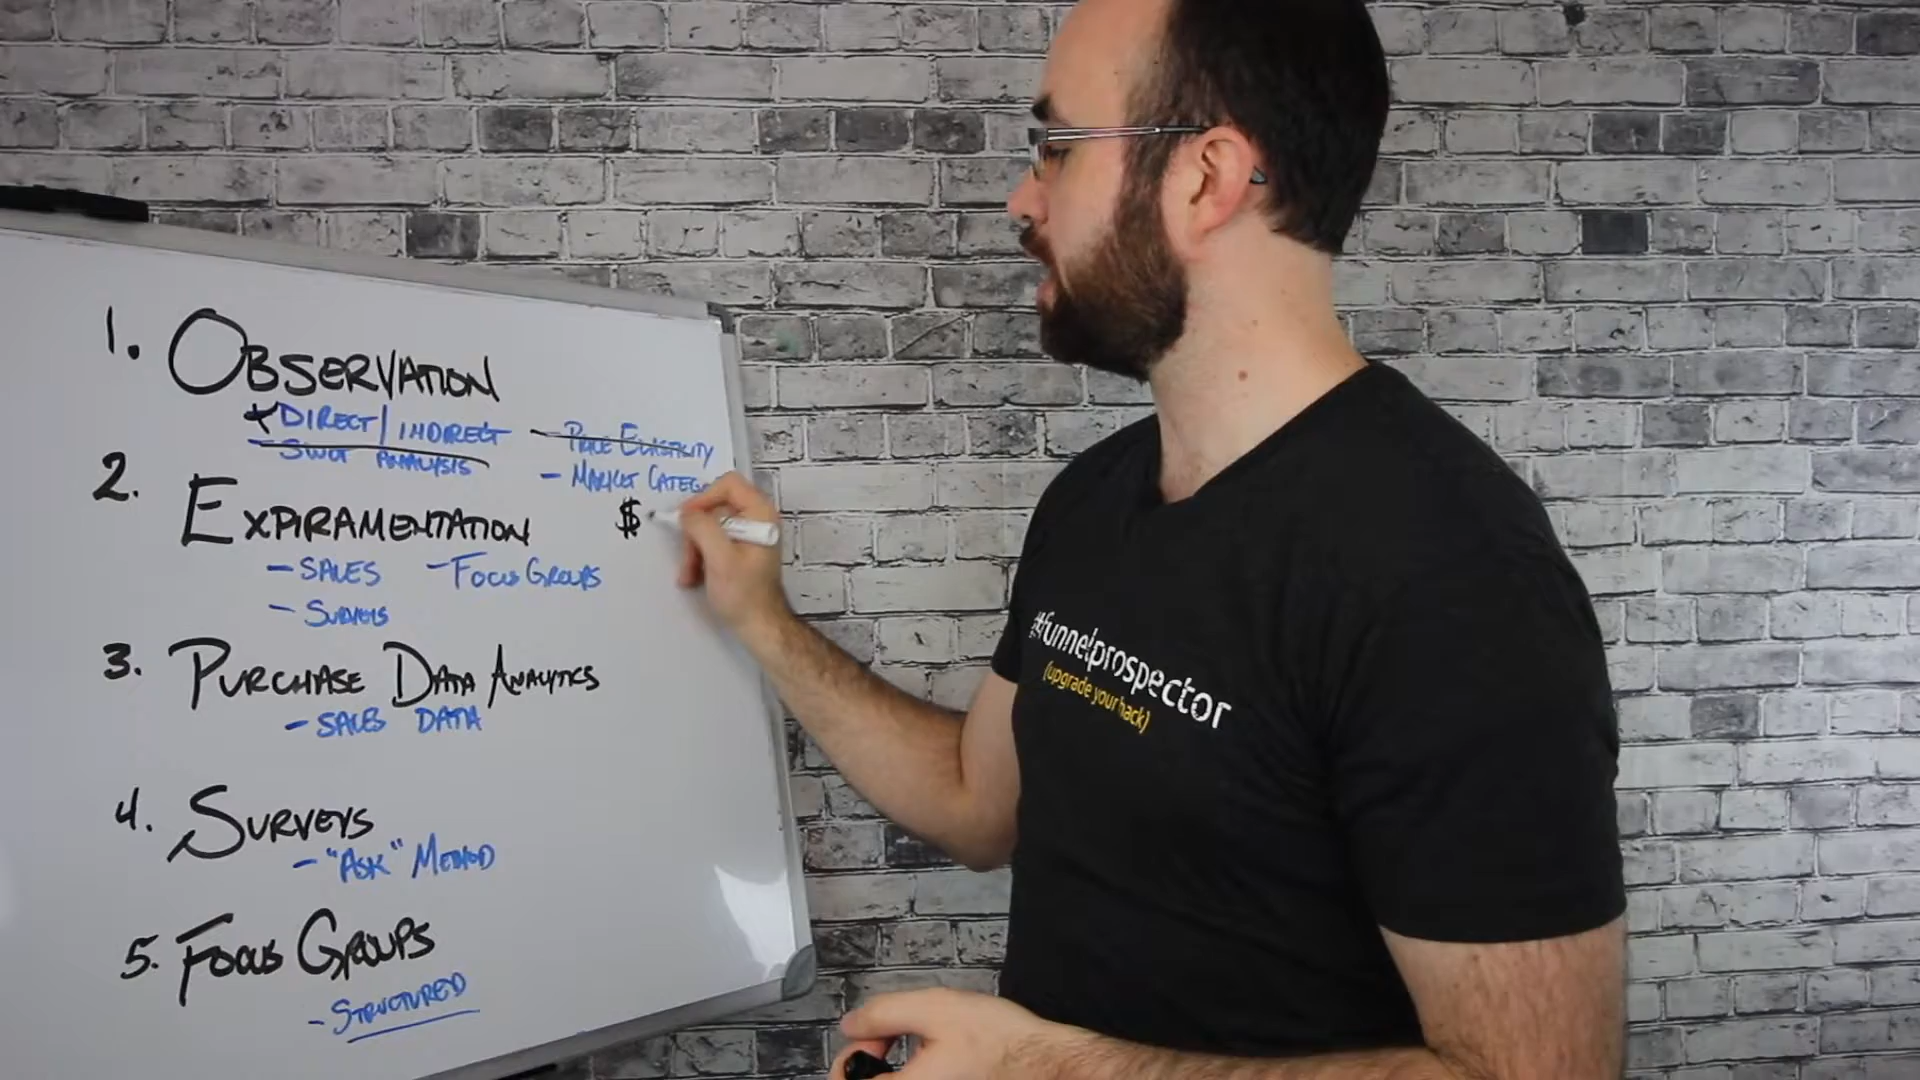 1. OBSERVATION
DIRECT/INDIRECT
- SWOT ANALYSIS
- PRICE ELASTICITY
- MARKET CATEGO
2. EXPIRAMENTATION
$
- SALES - FOCUS GROUPS
- SURVEYS
3. PURCHASE DATA ANALYTICS
- SALES DATA
4. SURVEYS
- "ASK" METHOD
5. FOCUS GROUPS
- STRUCTURED
#funnelprospector
(upgrade your hack)